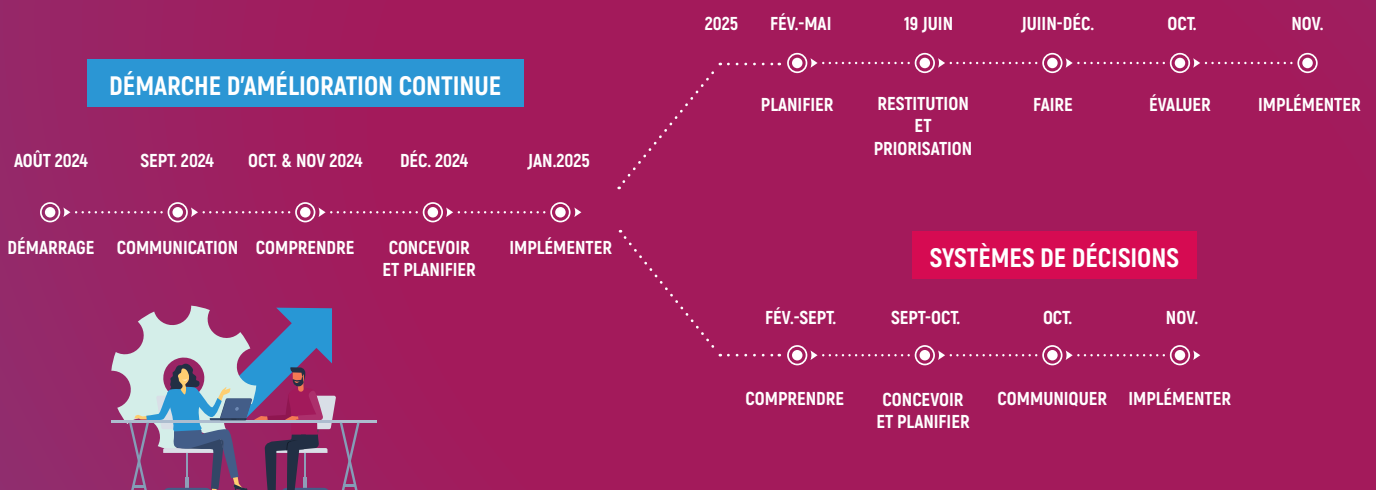 DÉMARCHE D'AMÉLIORATION CONTINUE
AOÛT 2024 SEPT. 2024 OCT. & NOV 2024 DÉC. 2024 JAN.2025
DÉMARRAGE COMMUNICATION COMPRENDRE CONCEVOIR IMPLÉMENTER
ET PLANIFIER
2025 FÉV.-MAI 19 JUIN JUIIN-DÉC. OCT. NOV.
PLANIFIER RESTITUTION FAIRE ÉVALUER IMPLÉMENTER
ET
PRIORISATION
SYSTÈMES DE DÉCISIONS
FÉV.-SEPT. SEPT-OCT. OCT. NOV.
COMPRENDRE CONCEVOIR COMMUNIQUER IMPLÉMENTER
ET PLANIFIER